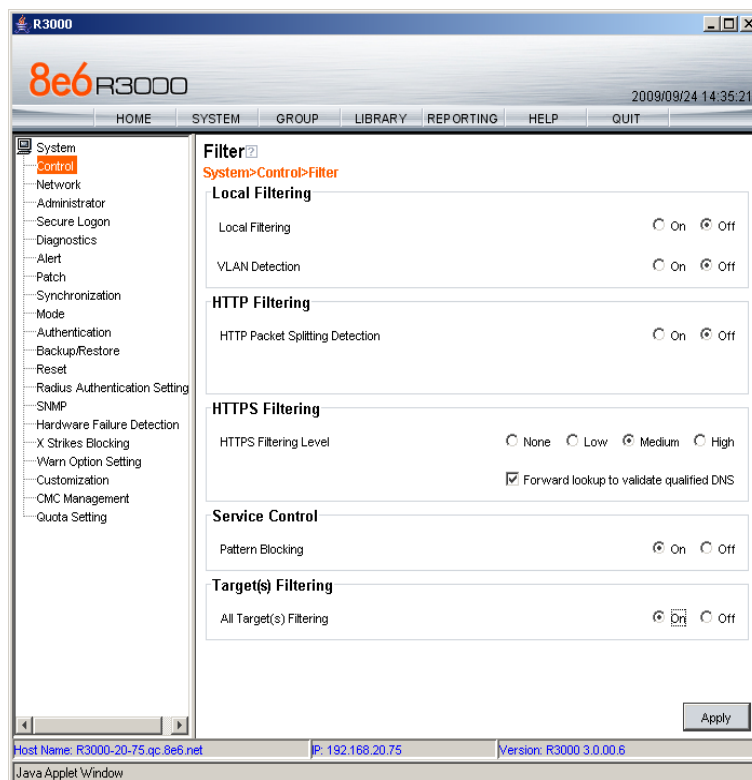 R3000
8e6 R3000
2009/09/24 14:35:21
HOME SYSTEM GROUP LIBRARY REPORTING HELP QUIT
System
Control
Network
Administrator
Secure Logon
Diagnostics
Alert
Patch
Synchronization
Mode
Authentication
Backup/Restore
Reset
Radius Authentication Setting
SNMP
Hardware Failure Detection
X Strikes Blocking
Warn Option Setting
Customization
CMC Management
Quota Setting
Filter?
System>Control>Filter
Local Filtering
Local Filtering On Off
VLAN Detection On Off
HTTP Filtering
HTTP Packet Splitting Detection On Off
HTTPS Filtering
HTTPS Filtering Level None Low Medium High
Forward lookup to validate qualified DNS
Service Control
Pattern Blocking On Off
Target(s) Filtering
All Target(s) Filtering On Off
Apply
Host Name: R3000-20-75.qc.8e6.net IP: 192.168.20.75 Version: R3000 3.0.00.6
Java Applet Window